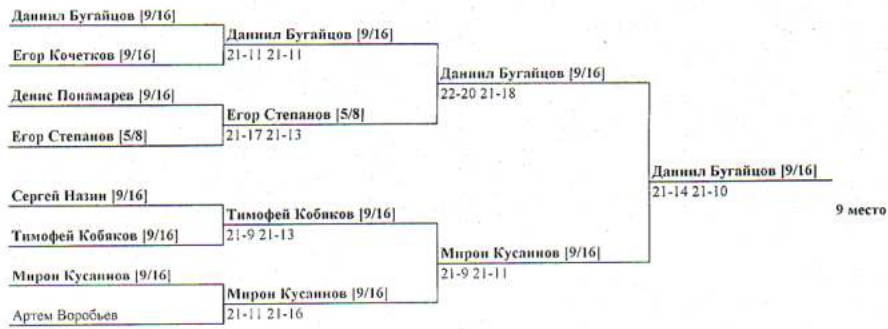 Даниил Бугайцов [9/16]
Даниил Бугайцов [9/16]
Егор Кочетков [9/16]
21-11 21-11
Даниил Бугайцов [9/16]
Денис Понамарев [9/16]
22-20 21-18
Егор Степанов [5/8]
Егор Степанов [5/8]
21-17 21-13
Даниил Бугайцов [9/16]
21-14 21-10
Сергей Назин [9/16]
9 место
Тимофей Кобяков [9/16]
Тимофей Кобяков [9/16]
21-9 21-13
Мирон Кусаинов [9/16]
Мирон Кусаинов [9/16]
21-9 21-11
Мирон Кусаинов [9/16]
Артем Воробьев
21-11 21-16